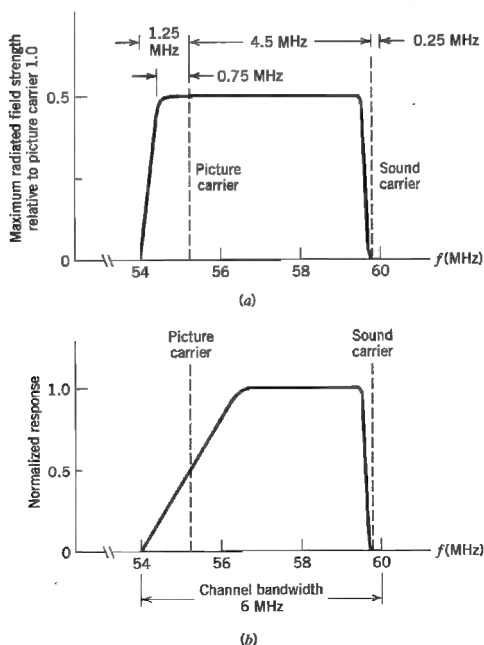 1.25
MHz
4.5 MHz
0.25 MHz
0.75 MHz
Maximum radiated field strength
relative to picture carrier 1.0
0.5
Picture
carrier
Sound
carrier
0
54
56
58
60
f(MHz)
(a)
Picture
carrier
Sound
carrier
Normalized response
1.0
0.5
0
54
56
58
60
f(MHz)
Channel bandwidth
6 MHz
(b)